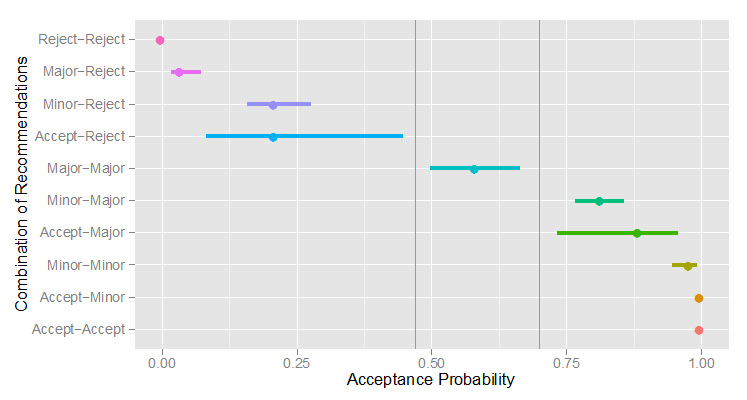 Combination of Recommendations
Reject−Reject
Major−Reject
Minor−Reject
Accept−Reject
Major−Major
Minor−Major
Accept−Major
Minor−Minor
Accept−Minor
Accept−Accept
0.00 0.25 0.50 0.75 1.00
Acceptance Probability